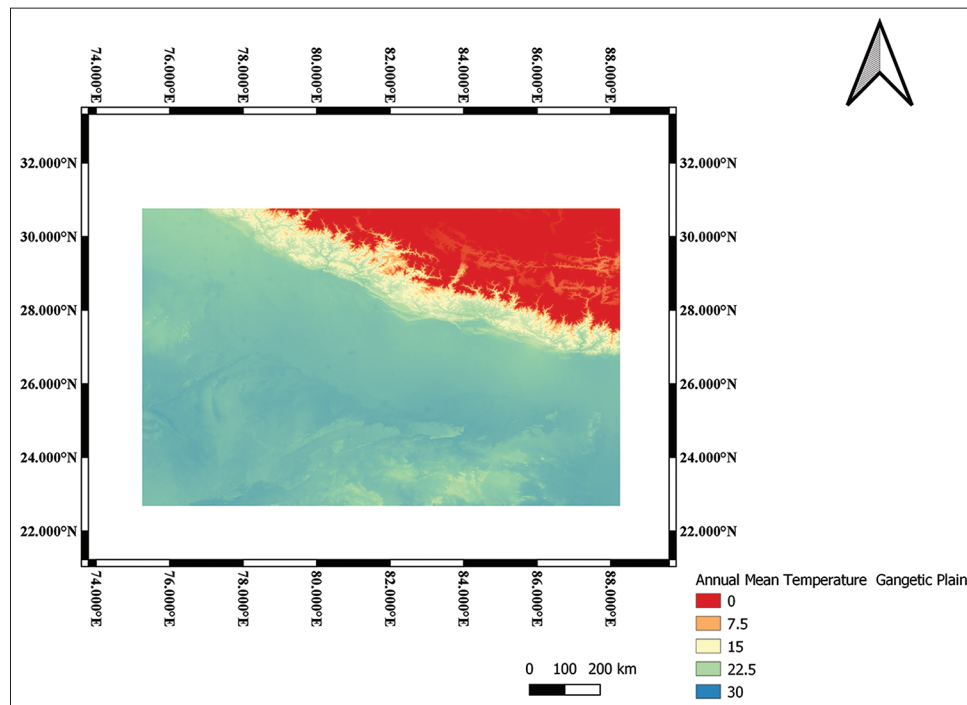 74.000°E 76.000°E 78.000°E 80.000°E 82.000°E 84.000°E 86.000°E 88.000°E
32.000°N 32.000°N
30.000°N 30.000°N
28.000°N 28.000°N
26.000°N 26.000°N
24.000°N 24.000°N
22.000°N 22.000°N
74.000°E 76.000°E 78.000°E 80.000°E 82.000°E 84.000°E 86.000°E 88.000°E
Annual Mean Temperature Gangetic Plain
0
7.5
15
22.5
30
0 100 200 km